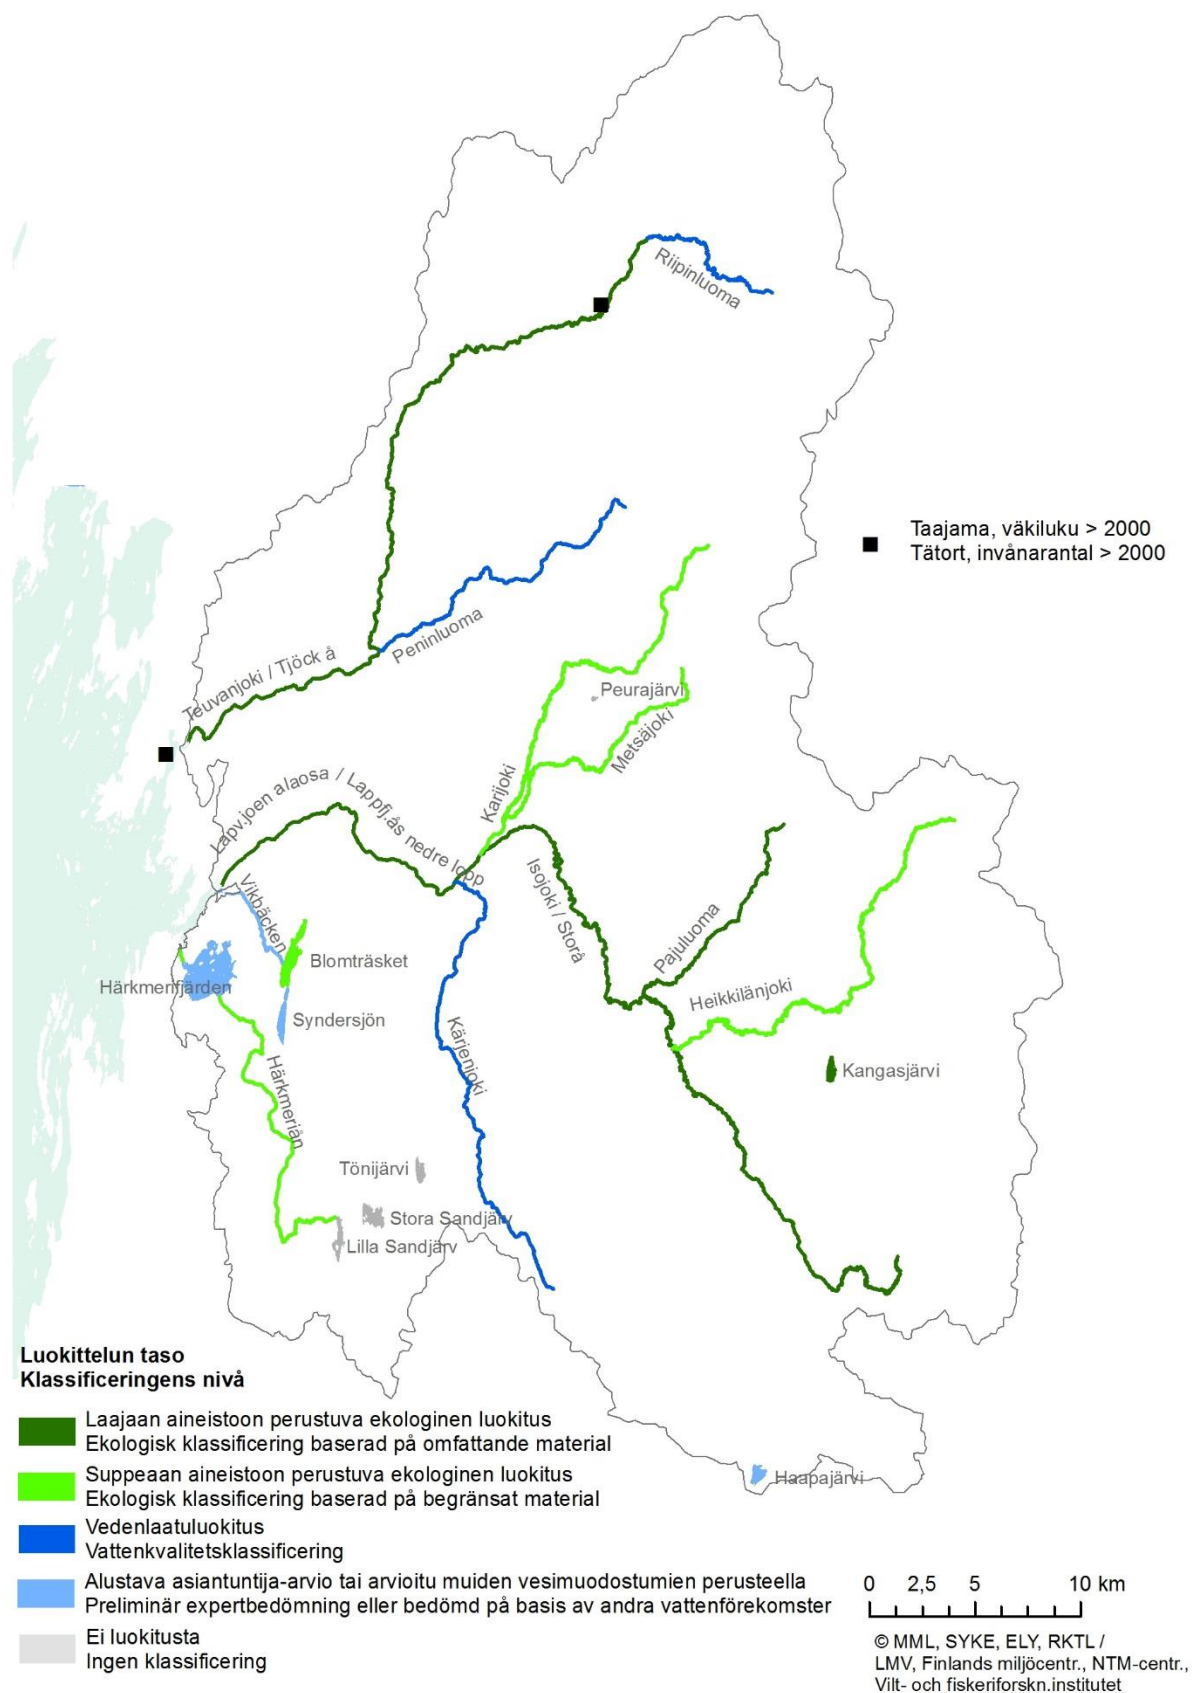 Riipinluoma
Taajama, väkiluku > 2000
Tätort, invånarantal > 2000
Peninluoma
Teuvanjoki / Tjöck å
Peurajärvi
Metsäjoki
Karijoki
Lapv.joen alaosa / Lappfj.ås nedre lopp
Isojoki / Storå
Vikbäcken
Pajuluoma
Blomträsket
Härkmerifjärden
Heikkilänjoki
Syndersjön
Kärjenjoki
Kangasjärvi
Härkmeriån
Tönijärvi
Stora Sandjärv
Lilla Sandjärv
Haapajärvi
Luokittelun taso
Klassificeringens nivå
Laajaan aineistoon perustuva ekologinen luokitus
Ekologisk klassificering baserad på omfattande material
Suppeaan aineistoon perustuva ekologinen luokitus
Ekologisk klassificering baserad på begränsat material
Vedenlaatuluokitus
Vattenkvalitetsklassificering
Alustava asiantuntija-arvio tai arvioitu muiden vesimuodostumien perusteella
Preliminär expertbedömning eller bedömd på basis av andra vattenförekomster
Ei luokitusta
Ingen klassificering
0 2,5 5 10 km
© MML, SYKE, ELY, RKTL /
LMV, Finlands miljöcentr., NTM-centr.,
Vilt- och fiskeriforskn.institutet